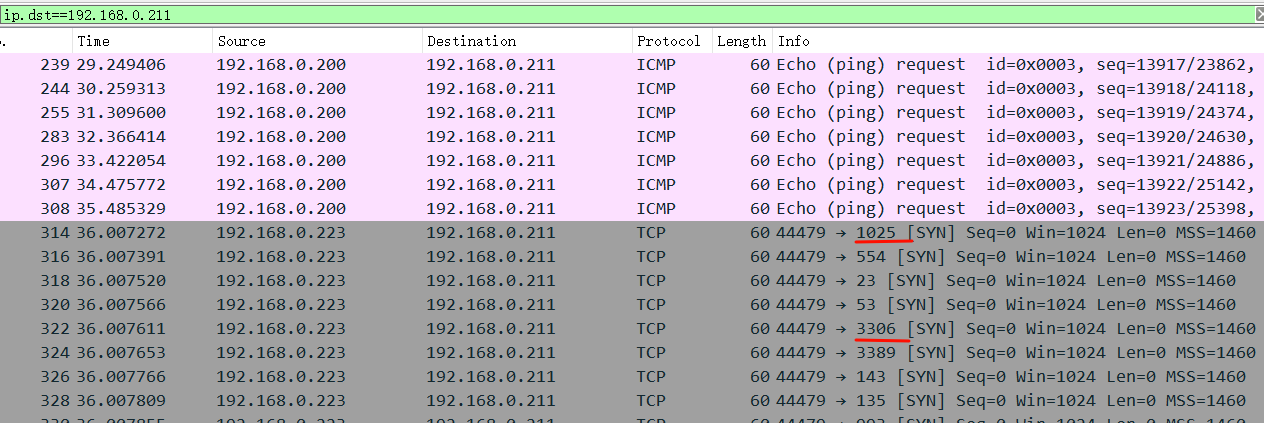 ip.dst==192.168.0.211
. Time Source Destination Protocol Length Info
239 29.249406 192.168.0.200 192.168.0.211 ICMP 60 Echo (ping) request id=0x0003, seq=13917/23862,
244 30.259313 192.168.0.200 192.168.0.211 ICMP 60 Echo (ping) request id=0x0003, seq=13918/24118,
255 31.309600 192.168.0.200 192.168.0.211 ICMP 60 Echo (ping) request id=0x0003, seq=13919/24374,
283 32.366414 192.168.0.200 192.168.0.211 ICMP 60 Echo (ping) request id=0x0003, seq=13920/24630,
296 33.422054 192.168.0.200 192.168.0.211 ICMP 60 Echo (ping) request id=0x0003, seq=13921/24886,
307 34.475772 192.168.0.200 192.168.0.211 ICMP 60 Echo (ping) request id=0x0003, seq=13922/25142,
308 35.485329 192.168.0.200 192.168.0.211 ICMP 60 Echo (ping) request id=0x0003, seq=13923/25398,
314 36.007272 192.168.0.223 192.168.0.211 TCP 60 44479 → 1025 [SYN] Seq=0 Win=1024 Len=0 MSS=1460
316 36.007391 192.168.0.223 192.168.0.211 TCP 60 44479 → 554 [SYN] Seq=0 Win=1024 Len=0 MSS=1460
318 36.007520 192.168.0.223 192.168.0.211 TCP 60 44479 → 23 [SYN] Seq=0 Win=1024 Len=0 MSS=1460
320 36.007566 192.168.0.223 192.168.0.211 TCP 60 44479 → 53 [SYN] Seq=0 Win=1024 Len=0 MSS=1460
322 36.007611 192.168.0.223 192.168.0.211 TCP 60 44479 → 3306 [SYN] Seq=0 Win=1024 Len=0 MSS=1460
324 36.007653 192.168.0.223 192.168.0.211 TCP 60 44479 → 3389 [SYN] Seq=0 Win=1024 Len=0 MSS=1460
326 36.007766 192.168.0.223 192.168.0.211 TCP 60 44479 → 143 [SYN] Seq=0 Win=1024 Len=0 MSS=1460
328 36.007809 192.168.0.223 192.168.0.211 TCP 60 44479 → 135 [SYN] Seq=0 Win=1024 Len=0 MSS=1460